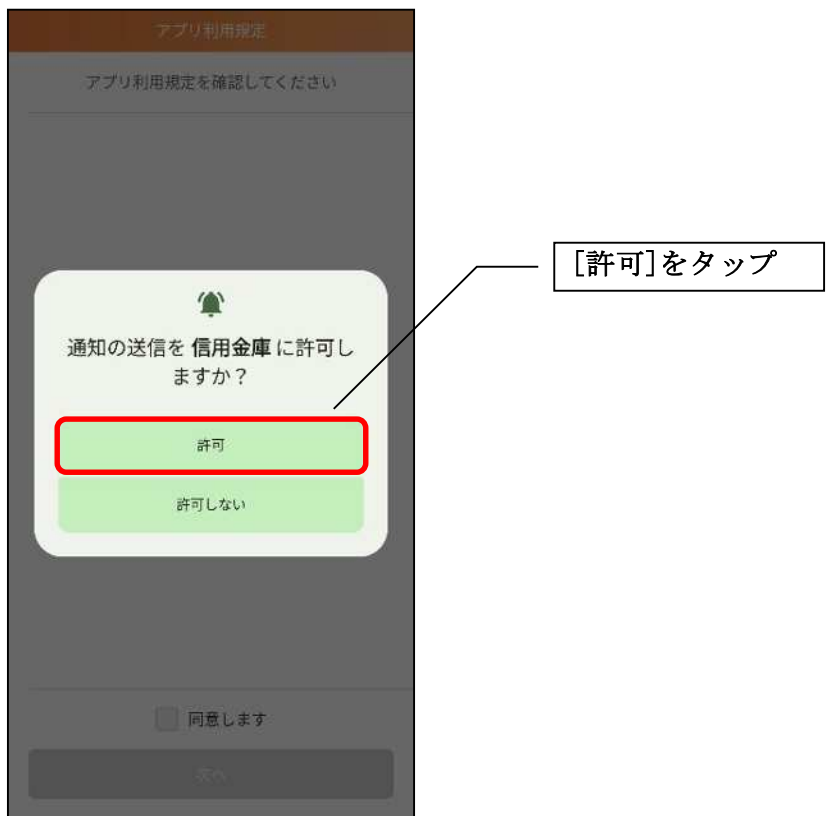 アプリ利用規定
アプリ利用規定を確認してください
[許可]をタップ
通知の送信を 信用金庫 に許可し
ますか？
許可
許可しない
同意します
次へ